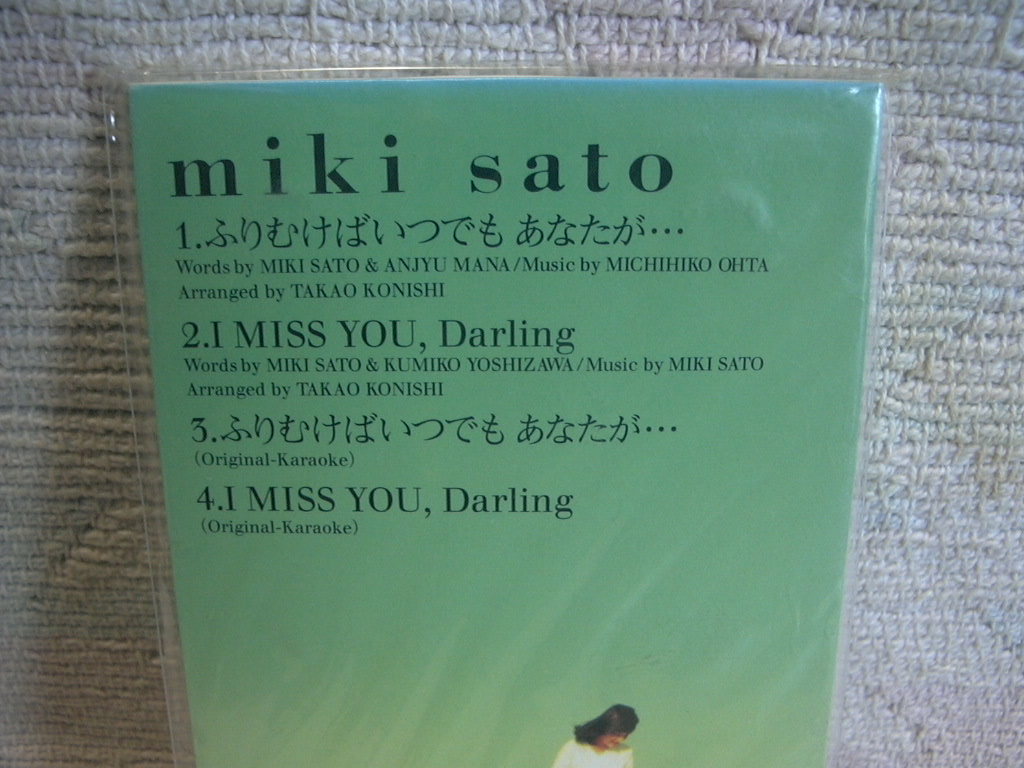 miki sato
1.ふりむけばいつでも あなたが…
Words by MIKI SATO & ANJYU MANA/Music by MICHIHIKO OHTA
Arranged by TAKAO KONISHI
2.I MISS YOU, Darling
Words by MIKI SATO & KUMIKO YOSHIZAWA/Music by MIKI SATO
Arranged by TAKAO KONISHI
3.ふりむけばいつでも あなたが…
(Original-Karaoke)
4.I MISS YOU, Darling
(Original-Karaoke)